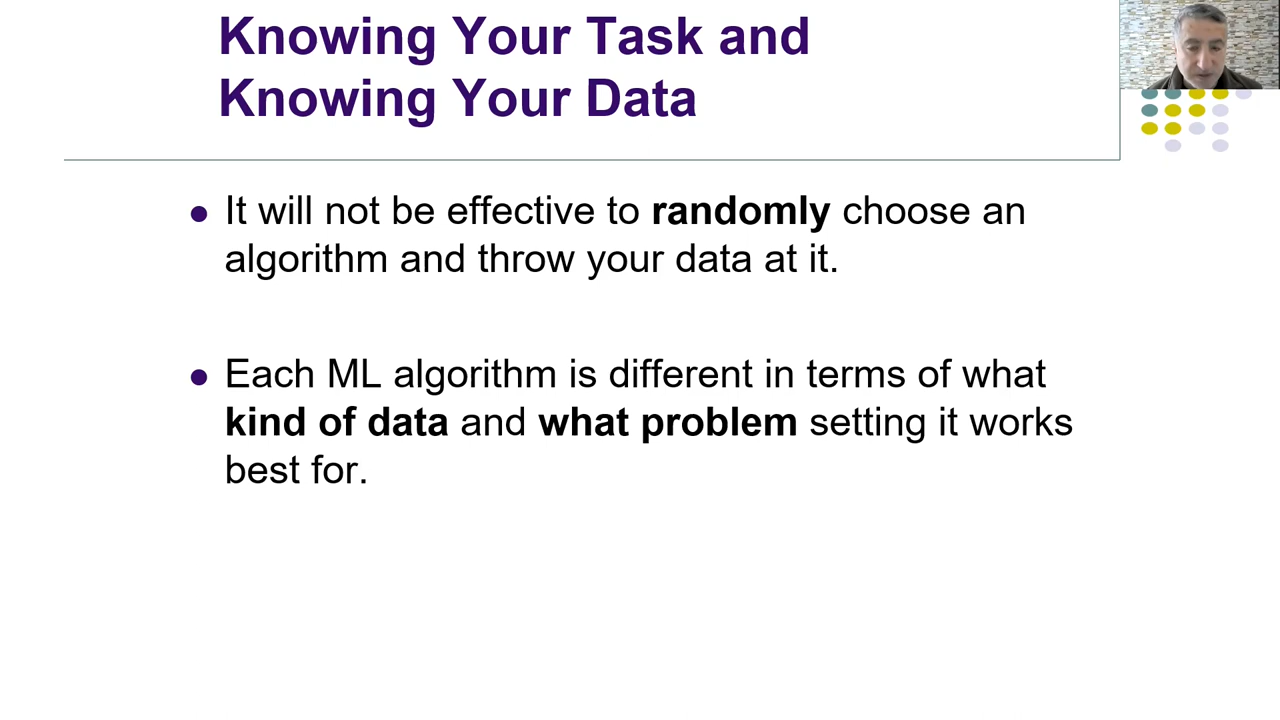 Knowing Your Task and
Knowing Your Data
● It will not be effective to randomly choose an
algorithm and throw your data at it.
● Each ML algorithm is different in terms of what
kind of data and what problem setting it works
best for.